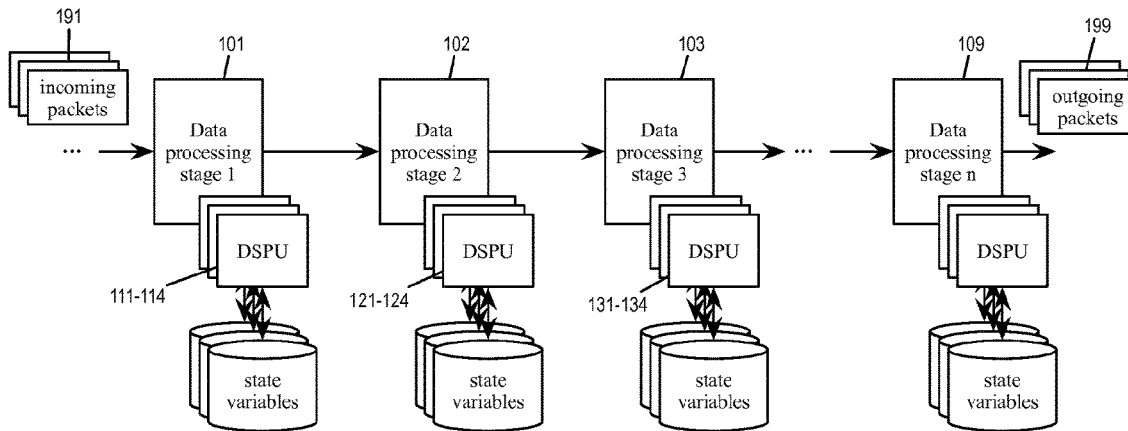 191
101
102
103
109
199
incoming
packets
outgoing
packets
Data
processing
stage 1
Data
processing
stage 2
Data
processing
stage 3
Data
processing
stage n
...
...
DSPU
DSPU
DSPU
DSPU
111-114
121-124
131-134
state
variables
state
variables
state
variables
state
variables